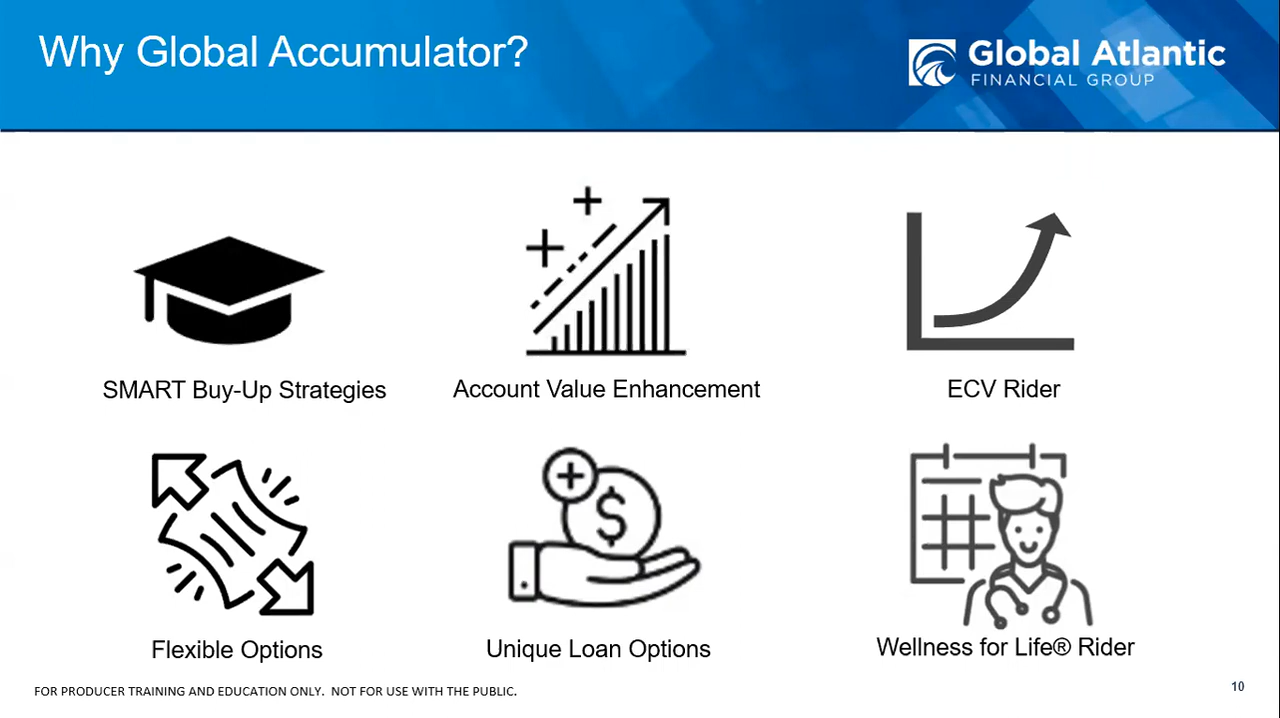 Why Global Accumulator?
Global Atlantic
FINANCIAL GROUP
SMART Buy-Up Strategies
Account Value Enhancement
ECV Rider
Flexible Options
Unique Loan Options
Wellness for Life® Rider
FOR PRODUCER TRAINING AND EDUCATION ONLY.  NOT FOR USE WITH THE PUBLIC.
10